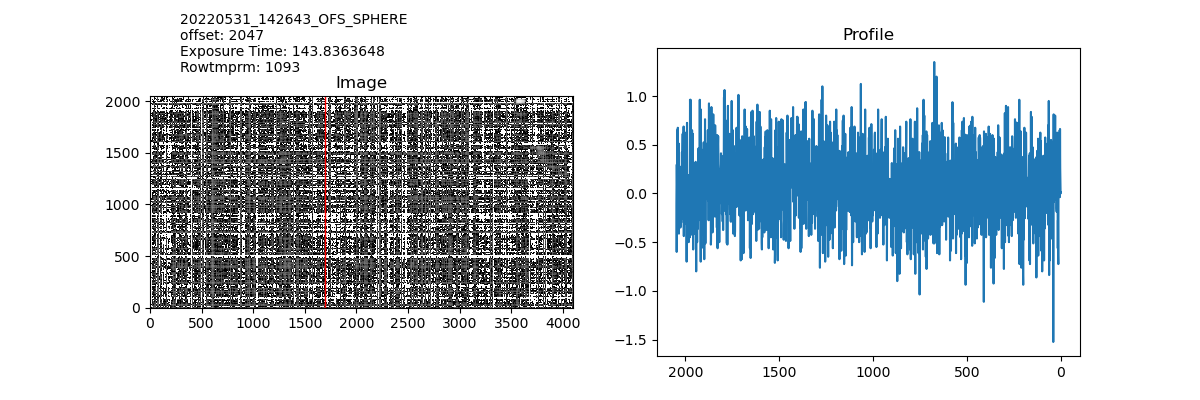 20220531_142643_OFS_SPHERE
offset: 2047
Exposure Time: 143.8363648
Rowtmprm: 1093
Image
2000
1500
1000
500
0
0 500 1000 1500 2000 2500 3000 3500 4000
Profile
1.0
0.5
0.0
−0.5
−1.0
−1.5
2000 1500 1000 500 0